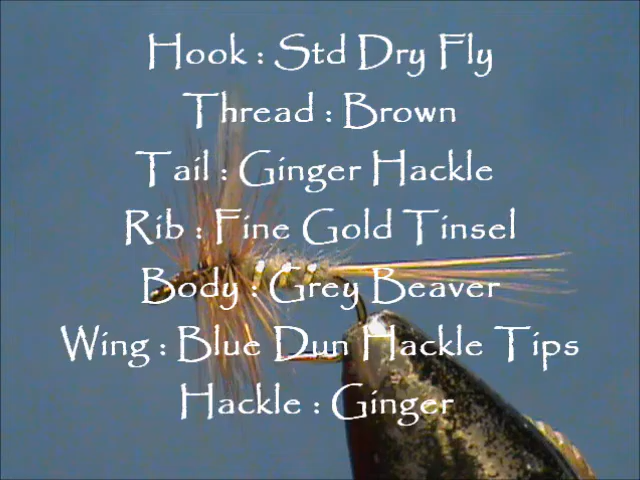 Hook : Std Dry Fly
Thread : Brown
Tail : Ginger Hackle
Rib : Fine Gold Tinsel
Body : Grey Beaver
Wing : Blue Dun Hackle Tips
Hackle : Ginger